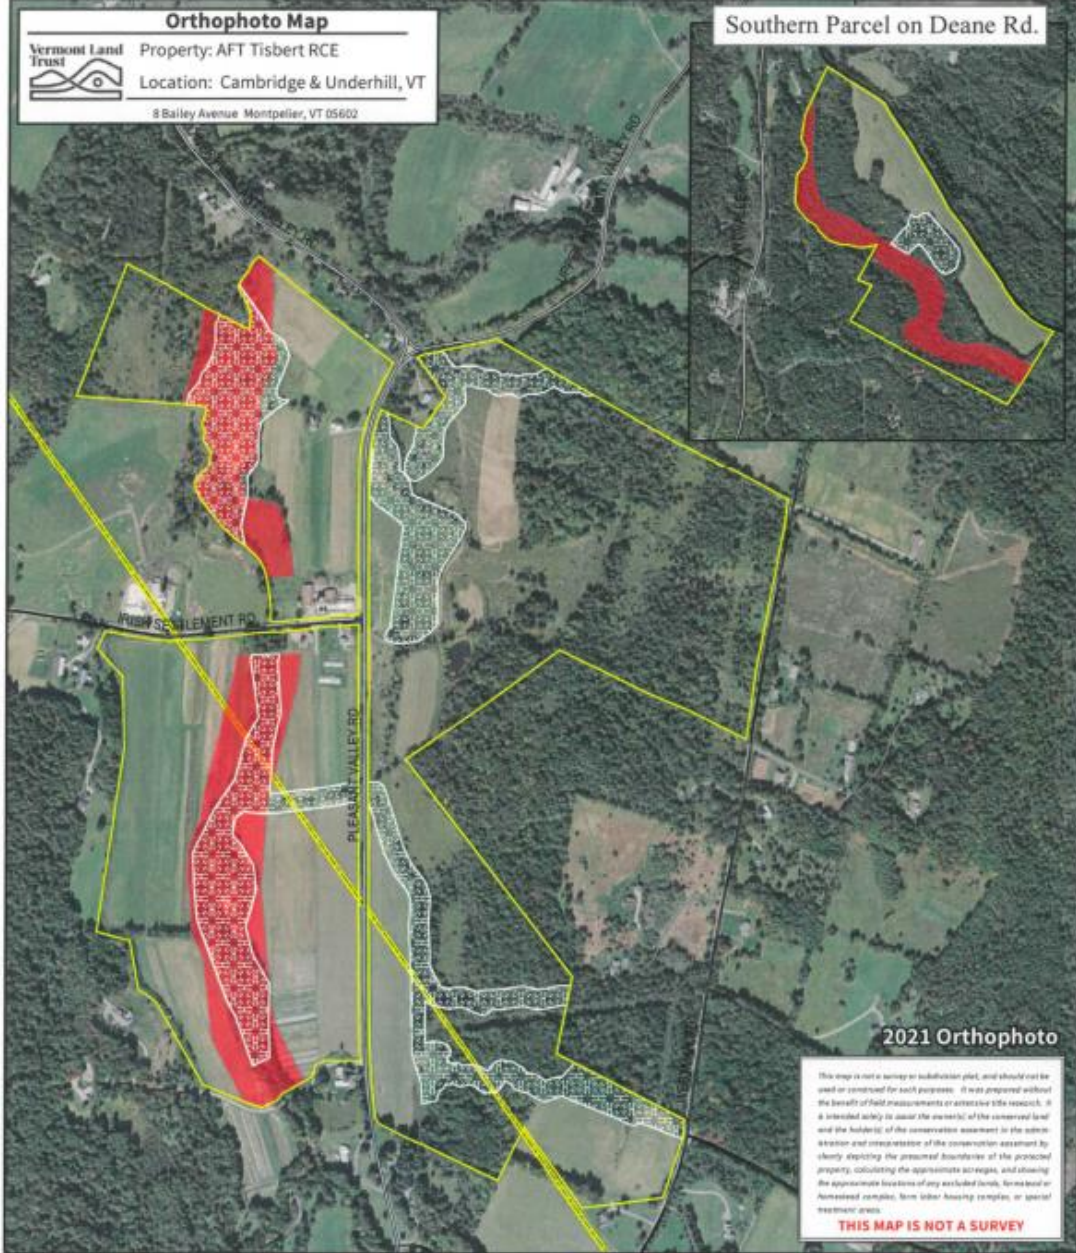 Orthophoto Map
Vermont Land
Trust
Property: AFT Tisbert RCE
Location: Cambridge & Underhill, VT
8 Bailey Avenue Montpelier, VT 05602
Southern Parcel on Deane Rd.
IRISH SETTLEMENT RD
PLEASANT VALLEY RD
2021 Orthophoto
This map is not a survey or subdivision plat, and should not be
used or construed for such purposes. It was prepared without
the benefit of field measurements or extensive title research. It
is intended solely to assist the owner(s) of the conserved land
and the holder(s) of the conservation easement in the admin-
istration and interpretation of the conservation easement by
clearly depicting the presumed boundaries of the protected
property, calculating the approximate acreages, and showing
the approximate locations of any excluded lands, farmstead or
homestead complex, farm labor housing complex, or special
treatment areas.
THIS MAP IS NOT A SURVEY